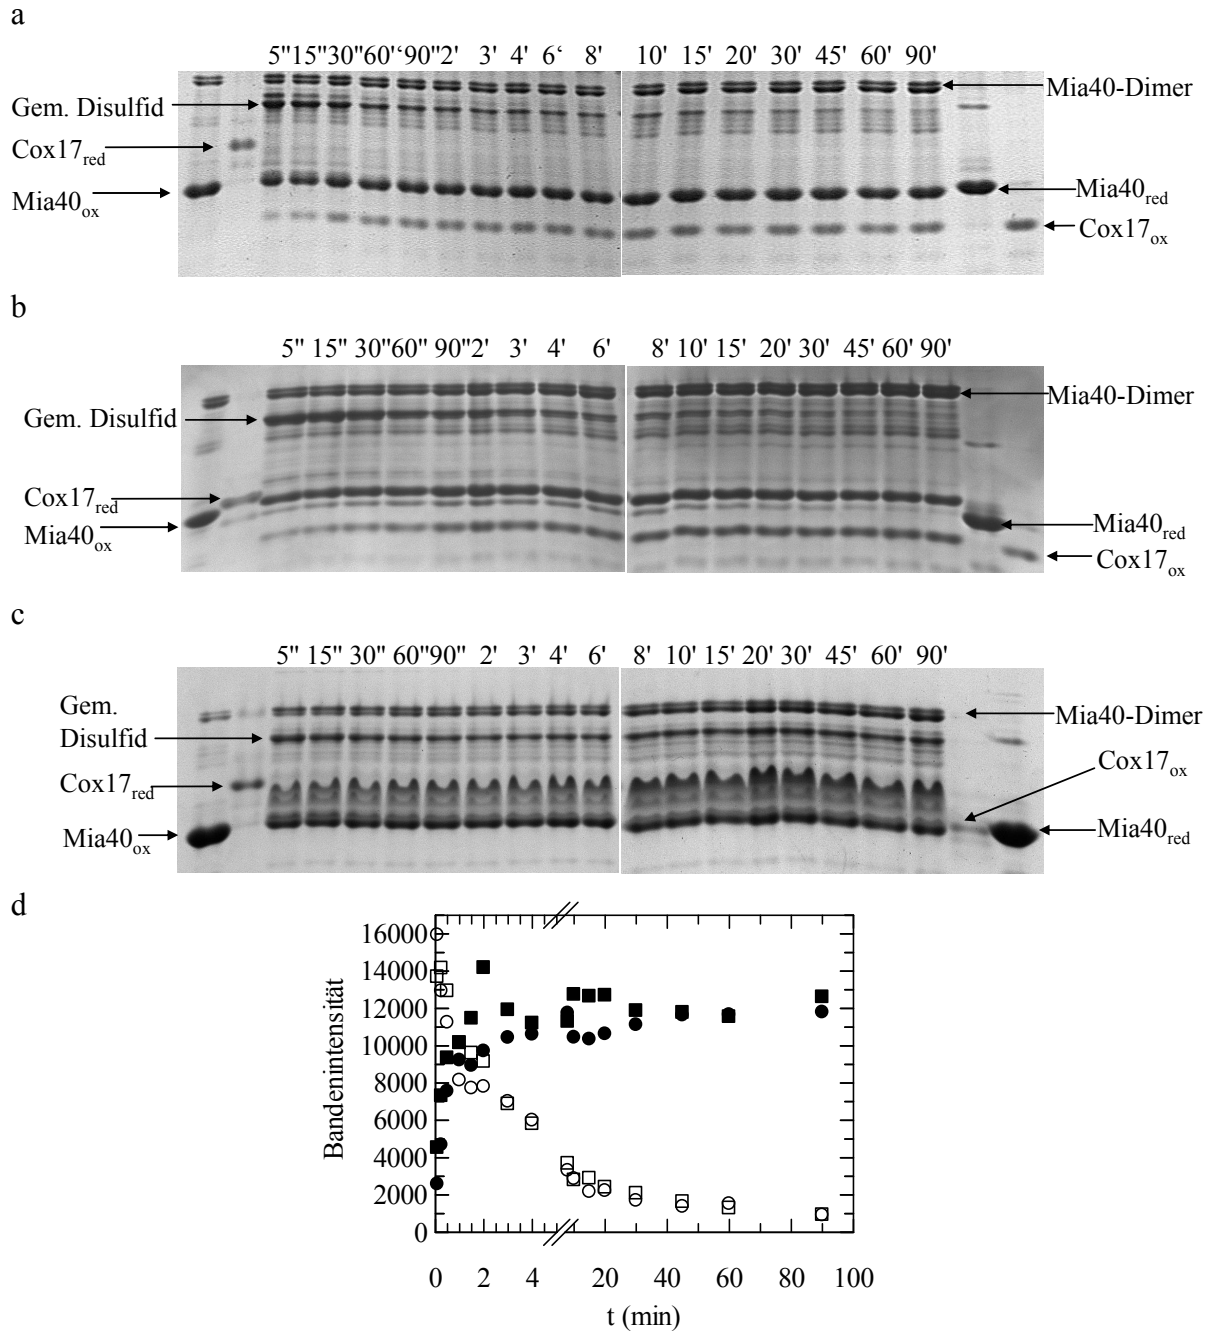 a
5" 15" 30" 60'' 90" 2' 3' 4' 6' 8' 10' 15' 20' 30' 45' 60' 90'
Gem. Disulfid
Cox17red
Mia40ox
Mia40-Dimer
Mia40red
Cox17ox
b
5" 15" 30" 60" 90" 2' 3' 4' 6' 8' 10' 15' 20' 30' 45' 60' 90'
Gem. Disulfid
Cox17red
Mia40ox
Mia40-Dimer
Mia40red
Cox17ox
c
5" 15" 30" 60" 90" 2' 3' 4' 6' 8' 10' 15' 20' 30' 45' 60' 90'
Gem.
Disulfid
Cox17red
Mia40ox
Mia40-Dimer
Cox17ox
Mia40red
d
16000
14000
12000
10000
8000
6000
4000
2000
0
Bandenintensität
0 2 4 20 40 60 80 100
t (min)